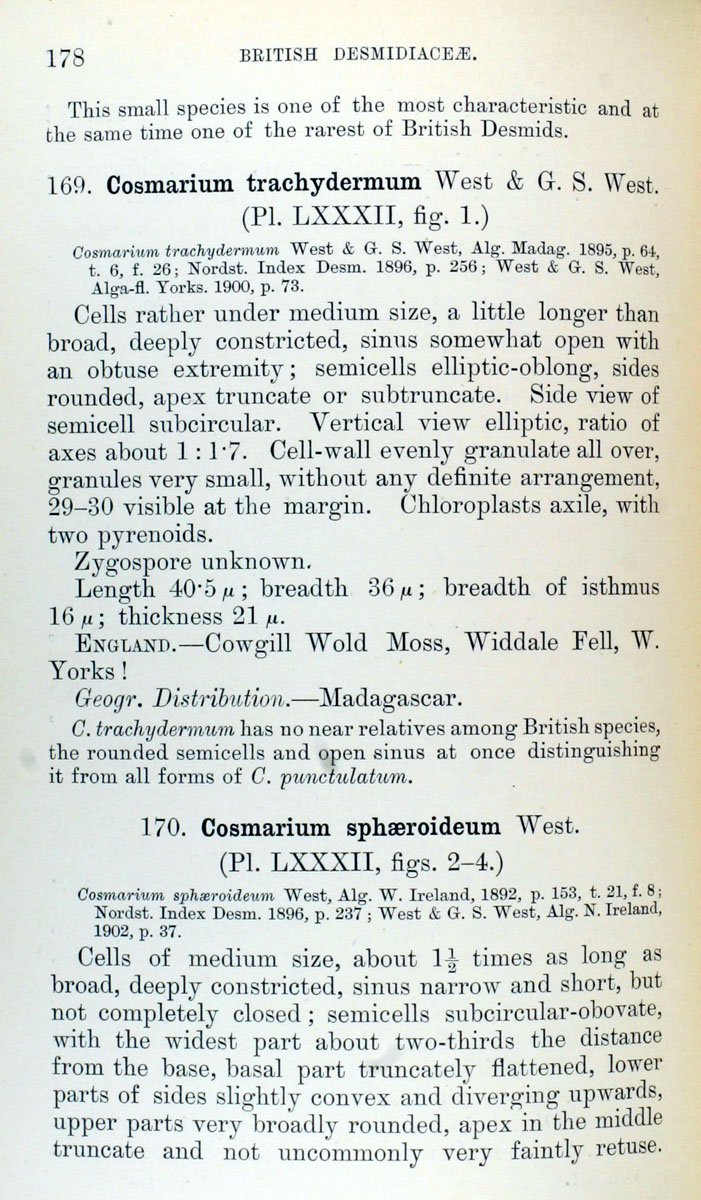 178 BRITISH DESMIDIACEÆ.
This small species is one of the most characteristic and at
the same time one of the rarest of British Desmids.
169. Cosmarium trachydermum West & G. S. West.
(Pl. LXXXII, fig. 1.)
Cosmarium trachydermum West & G. S. West, Alg. Madag. 1895, p. 64,
t. 6, f. 26; Nordst. Index Desm. 1896, p. 256; West & G. S. West,
Alga-fl. Yorks. 1900, p. 73.
Cells rather under medium size, a little longer than
broad, deeply constricted, sinus somewhat open with
an obtuse extremity; semicells elliptic-oblong, sides
rounded, apex truncate or subtruncate. Side view of
semicell subcircular. Vertical view elliptic, ratio of
axes about 1 : 1·7. Cell-wall evenly granulate all over,
granules very small, without any definite arrangement,
29–30 visible at the margin. Chloroplasts axile, with
two pyrenoids.
Zygospore unknown.
Length 40·5 μ; breadth 36 μ; breadth of isthmus
16 μ; thickness 21 μ.
ENGLAND.—Cowgill Wold Moss, Widdale Fell, W.
Yorks!
Geogr. Distribution.—Madagascar.
C. trachydermum has no near relatives among British species,
the rounded semicells and open sinus at once distinguishing
it from all forms of C. punctulatum.
170. Cosmarium sphæroideum West.
(Pl. LXXXII, figs. 2–4.)
Cosmarium sphæroideum West, Alg. W. Ireland, 1892, p. 153, t. 21, f. 8;
Nordst. Index Desm. 1896, p. 237; West & G. S. West, Alg. N. Ireland,
1902, p. 37.
Cells of medium size, about 1½ times as long as
broad, deeply constricted, sinus narrow and short, but
not completely closed; semicells subcircular-obovate,
with the widest part about two-thirds the distance
from the base, basal part truncately flattened, lower
parts of sides slightly convex and diverging upwards,
upper parts very broadly rounded, apex in the middle
truncate and not uncommonly very faintly retuse.